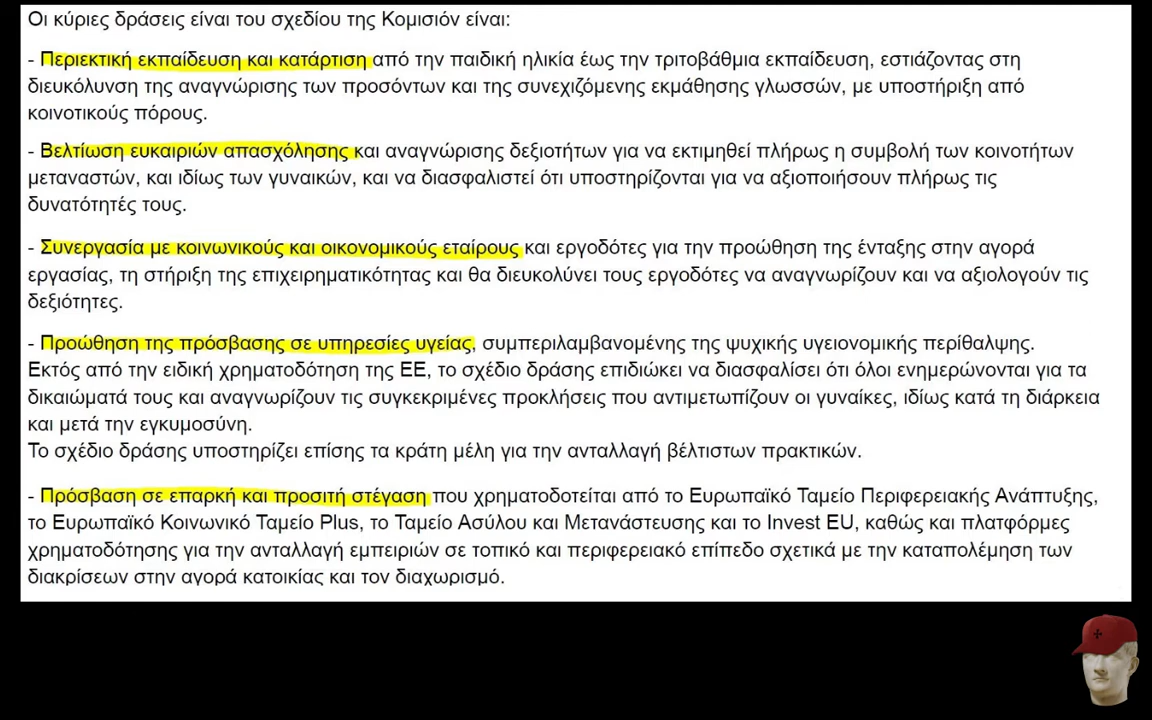 Οι κύριες δράσεις είναι του σχεδίου της Κομισιόν είναι:
- Περιεκτική εκπαίδευση και κατάρτιση από την παιδική ηλικία έως την τριτοβάθμια εκπαίδευση, εστιάζοντας στη
διευκόλυνση της αναγνώρισης των προσόντων και της συνεχιζόμενης εκμάθησης γλωσσών, με υποστήριξη από
κοινοτικούς πόρους.
- Βελτίωση ευκαιριών απασχόλησης και αναγνώρισης δεξιοτήτων για να εκτιμηθεί πλήρως η συμβολή των κοινοτήτων
μεταναστών, και ιδίως των γυναικών, και να διασφαλιστεί ότι υποστηρίζονται για να αξιοποιήσουν πλήρως τις
δυνατότητές τους.
- Συνεργασία με κοινωνικούς και οικονομικούς εταίρους και εργοδότες για την προώθηση της ένταξης στην αγορά
εργασίας, τη στήριξη της επιχειρηματικότητας και θα διευκολύνει τους εργοδότες να αναγνωρίζουν και να αξιολογούν τις
δεξιότητες.
- Προώθηση της πρόσβασης σε υπηρεσίες υγείας, συμπεριλαμβανομένης της ψυχικής υγειονομικής περίθαλψης.
Εκτός από την ειδική χρηματοδότηση της ΕΕ, το σχέδιο δράσης επιδιώκει να διασφαλίσει ότι όλοι ενημερώνονται για τα
δικαιώματά τους και αναγνωρίζουν τις συγκεκριμένες προκλήσεις που αντιμετωπίζουν οι γυναίκες, ιδίως κατά τη διάρκεια
και μετά την εγκυμοσύνη.
Το σχέδιο δράσης υποστηρίζει επίσης τα κράτη μέλη για την ανταλλαγή βέλτιστων πρακτικών.
- Πρόσβαση σε επαρκή και προσιτή στέγαση που χρηματοδοτείται από το Ευρωπαϊκό Ταμείο Περιφερειακής Ανάπτυξης,
το Ευρωπαϊκό Κοινωνικό Ταμείο Plus, το Ταμείο Ασύλου και Μετανάστευσης και το Invest EU, καθώς και πλατφόρμες
χρηματοδότησης για την ανταλλαγή εμπειριών σε τοπικό και περιφερειακό επίπεδο σχετικά με την καταπολέμηση των
διακρίσεων στην αγορά κατοικίας και τον διαχωρισμό.